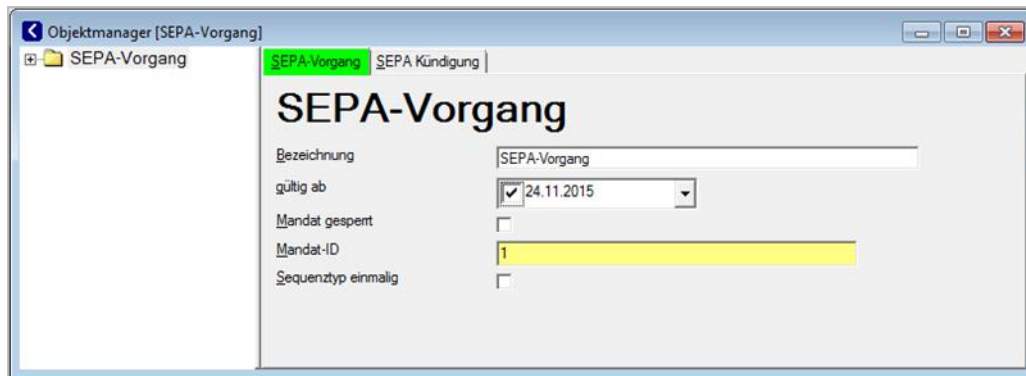 Objektmanager [SEPA-Vorgang]
SEPA-Vorgang
SEPA-Vorgang SEPA Kündigung
SEPA-Vorgang
Bezeichnung SEPA-Vorgang
gültig ab 24.11.2015
Mandat gesperrt
Mandat-ID 1
Sequenztyp einmalig